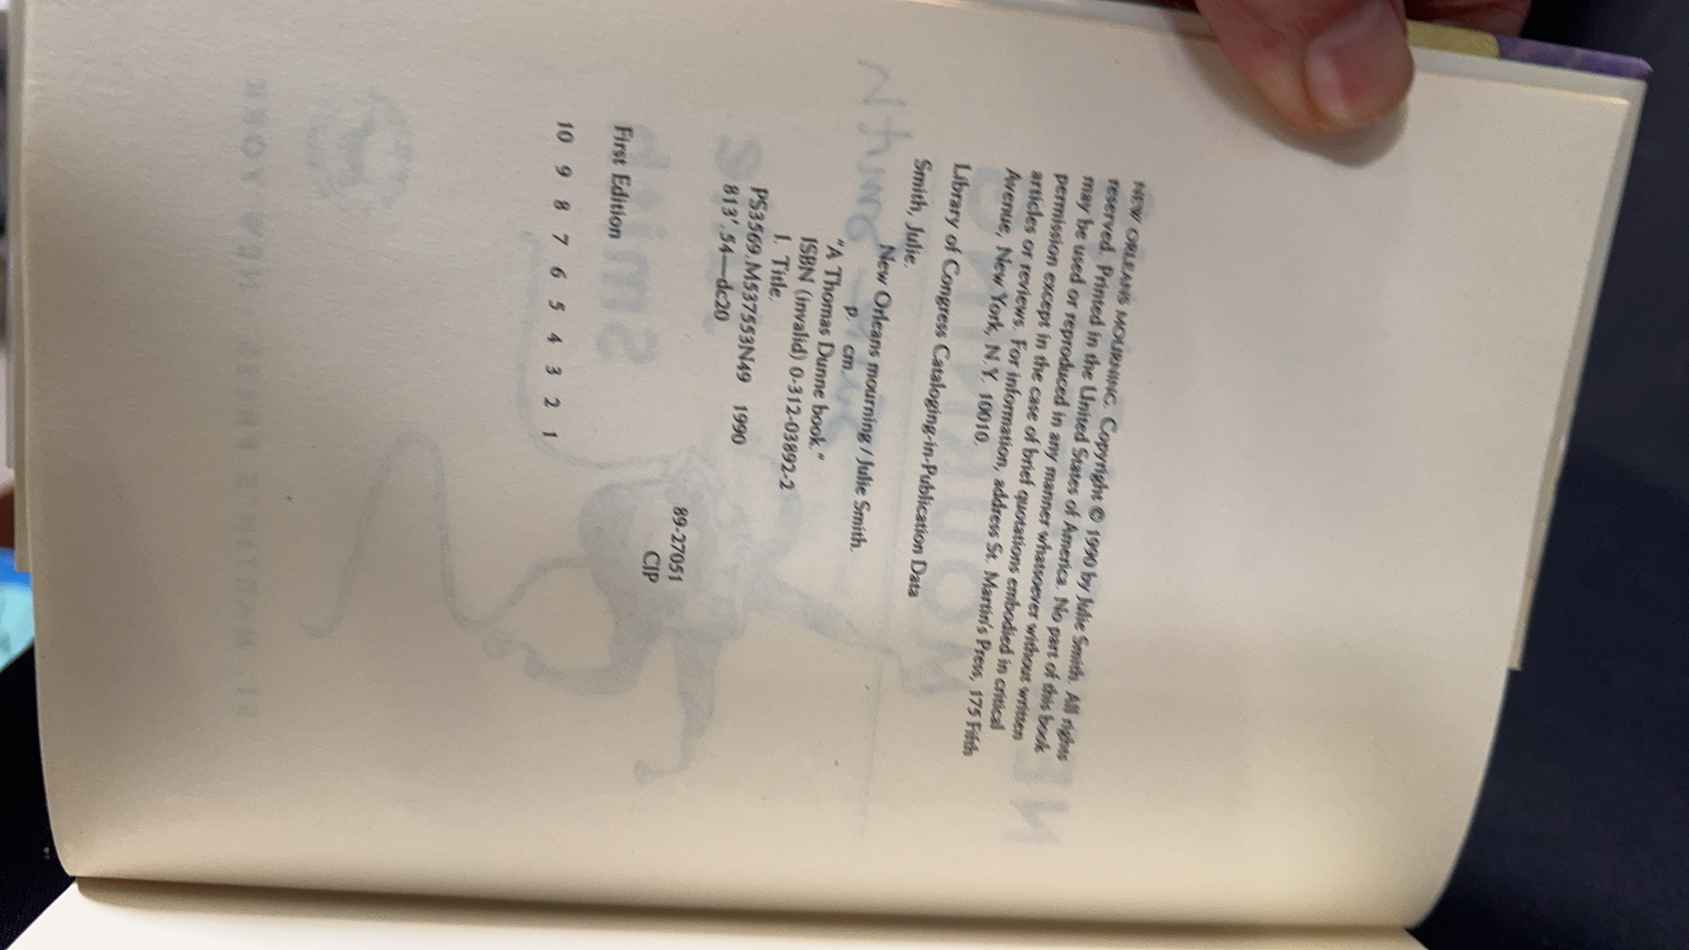 NEW ORLEANS MOURNING. Copyright © 1990 by Julie Smith. All rights
reserved. Printed in the United States of America. No part of this book
may be used or reproduced in any manner whatsoever without written
permission except in the case of brief quotations embodied in critical
articles or reviews. For information, address St. Martin's Press, 175 Fifth
Avenue, New York, N.Y. 10010.
Library of Congress Cataloging-in-Publication Data
Smith, Julie.
New Orleans mourning / Julie Smith.
p. cm.
"A Thomas Dunne book."
ISBN (invalid) 0-312-03892-2
I. Title.
PS3569.M537553N49 1990
813'.54—dc20
89-27051
CIP
First Edition
10 9 8 7 6 5 4 3 2 1